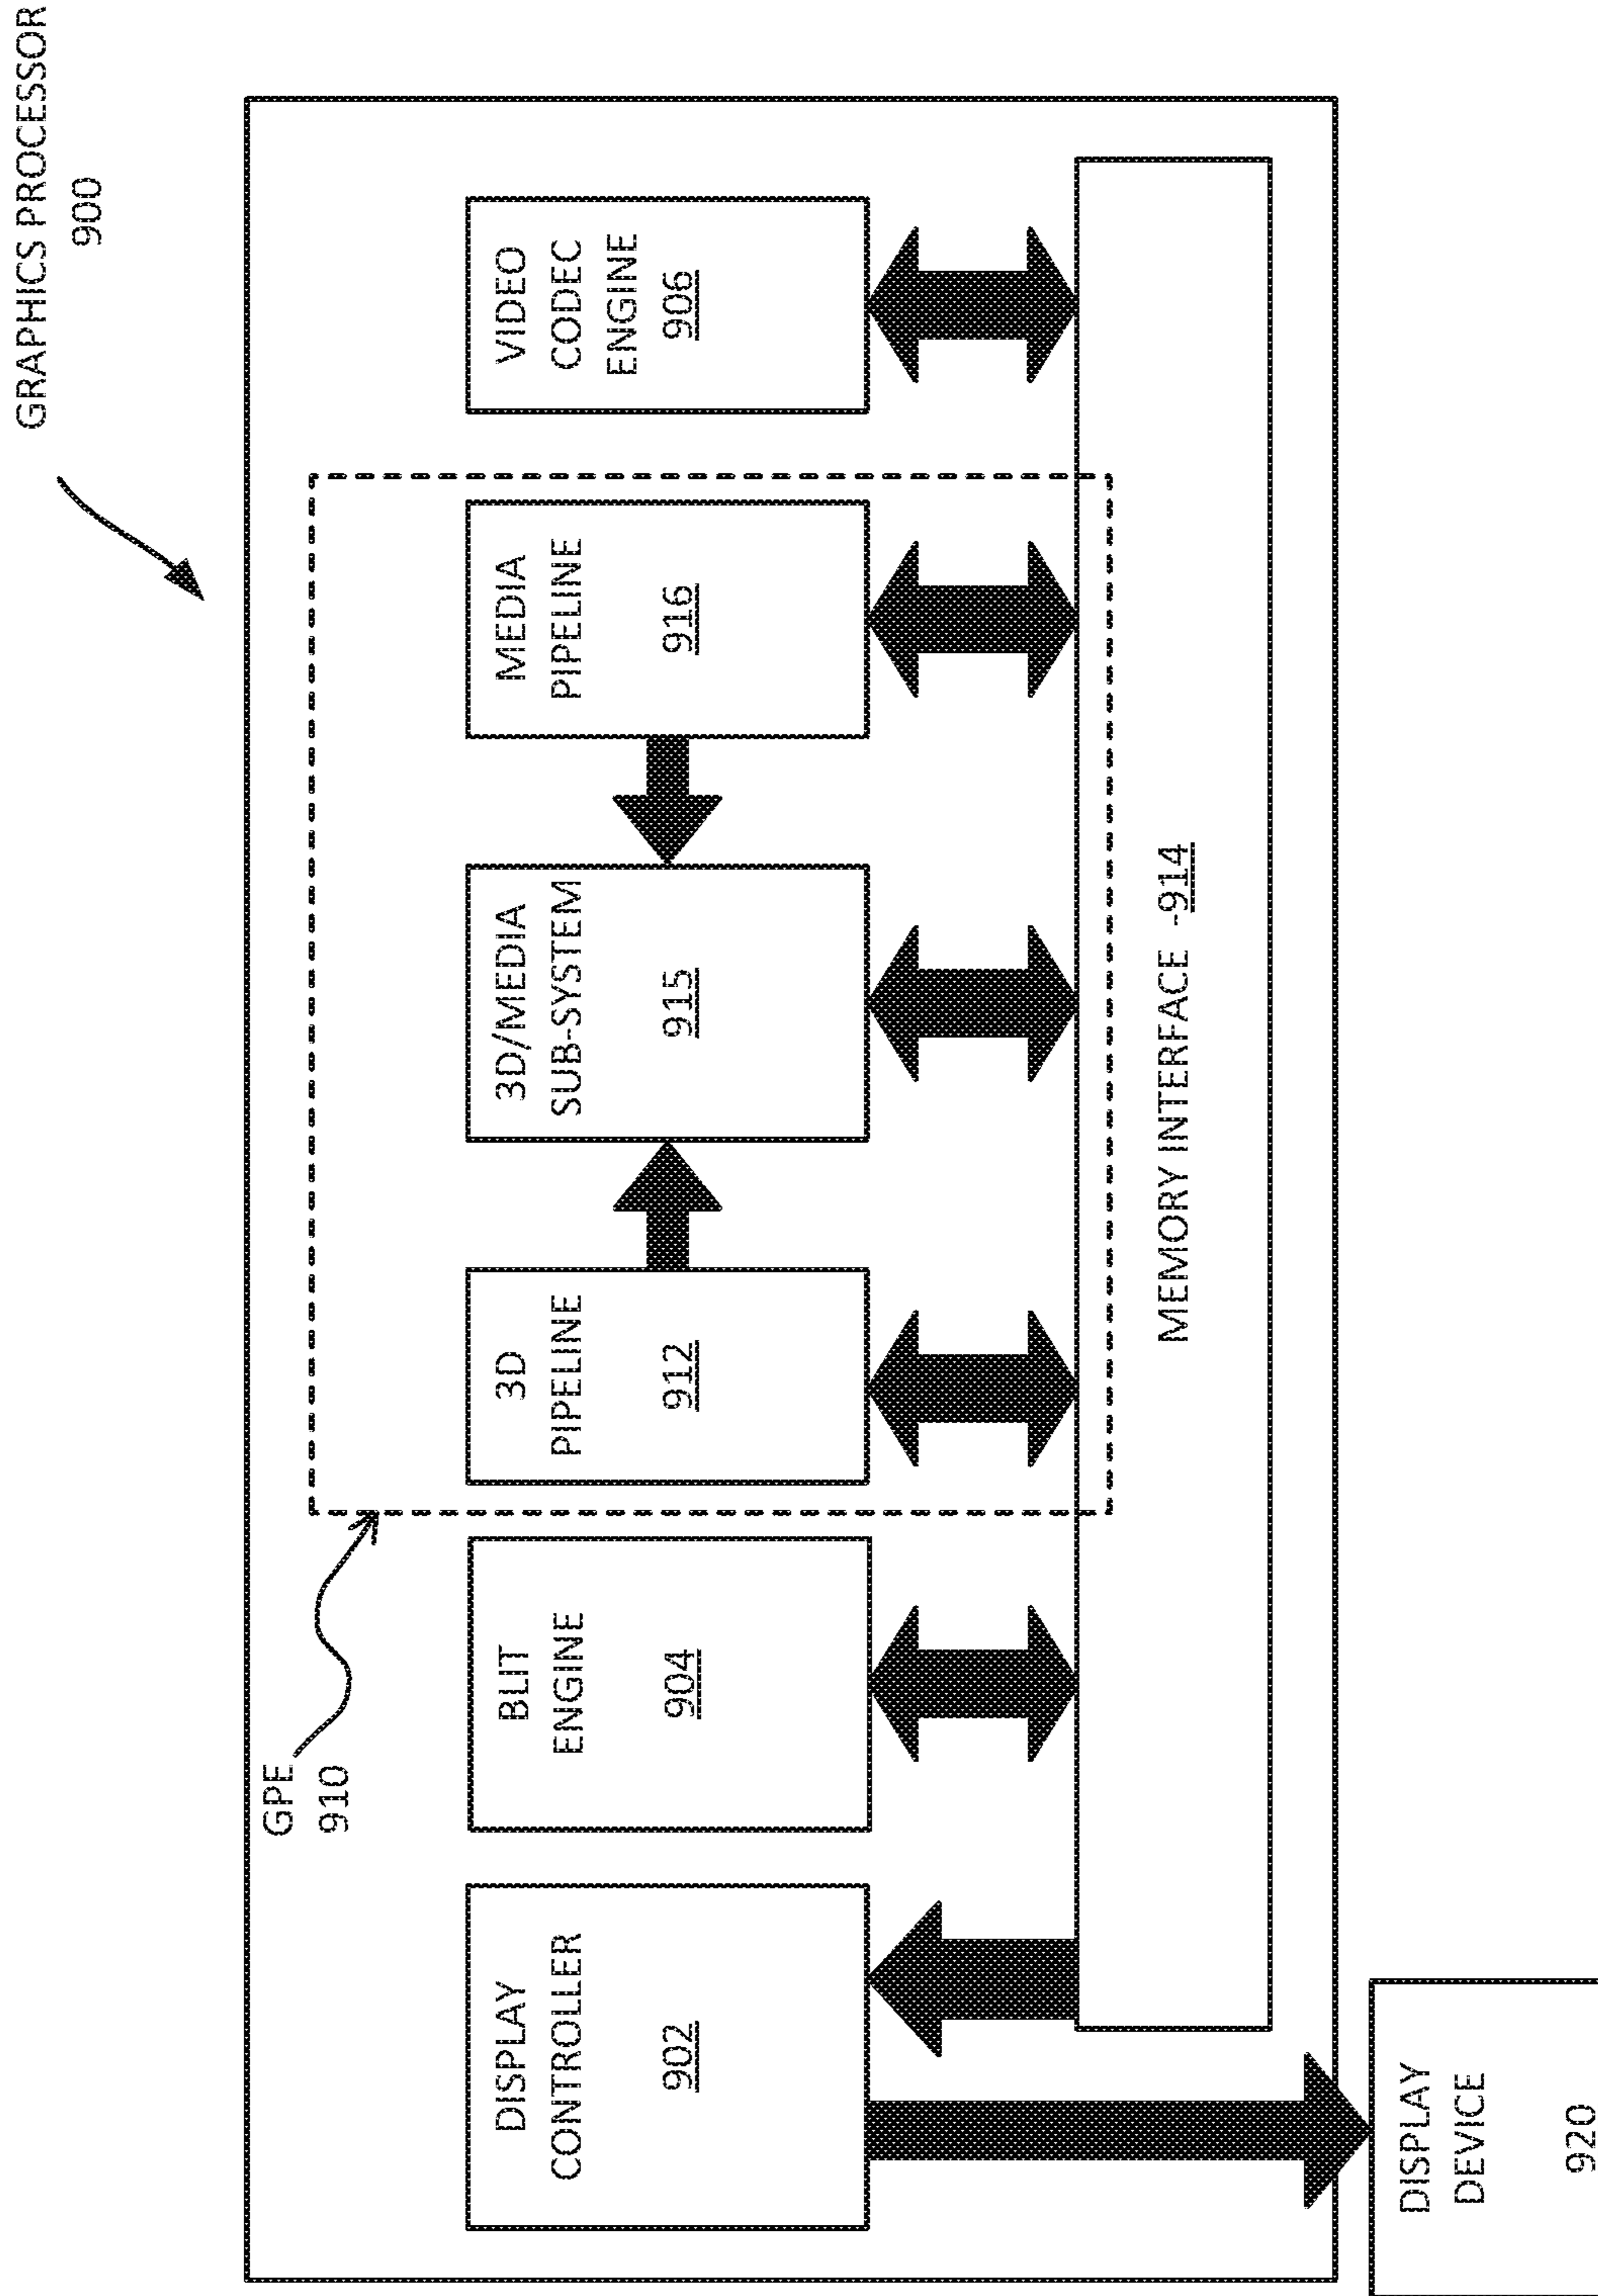 GRAPHICS PROCESSOR
900
GPE
910
DISPLAY
CONTROLLER
902
BLIT
ENGINE
904
3D
PIPELINE
912
3D/MEDIA
SUB-SYSTEM
915
MEDIA
PIPELINE
916
VIDEO
CODEC
ENGINE
906
MEMORY INTERFACE -914
DISPLAY
DEVICE
920